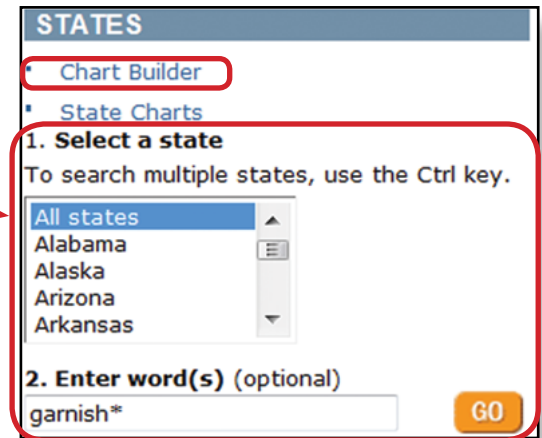 STATES
Chart Builder
State Charts
1. Select a state
To search multiple states, use the Ctrl key.
All states
Alabama
Alaska
Arizona
Arkansas
2. Enter word(s) (optional)
garnish*
GO